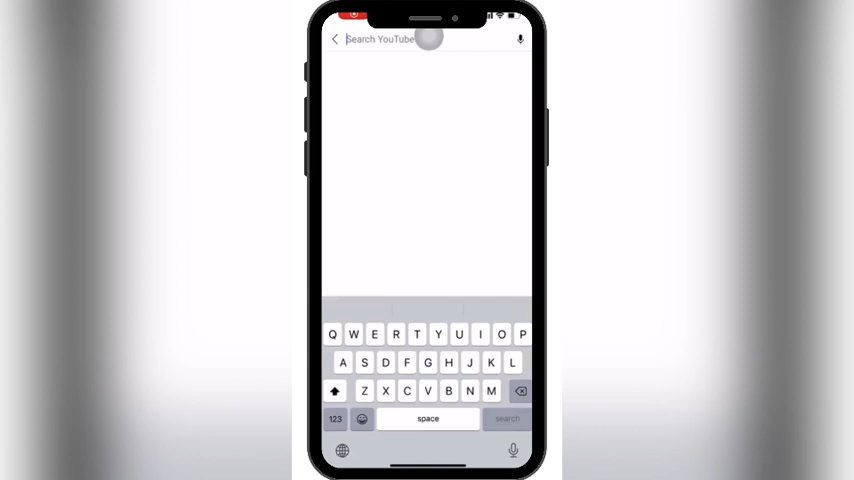 Search YouTube
Q W E R T Y U I O P
A S D F G H J K L
Z X C V B N M
123 space search